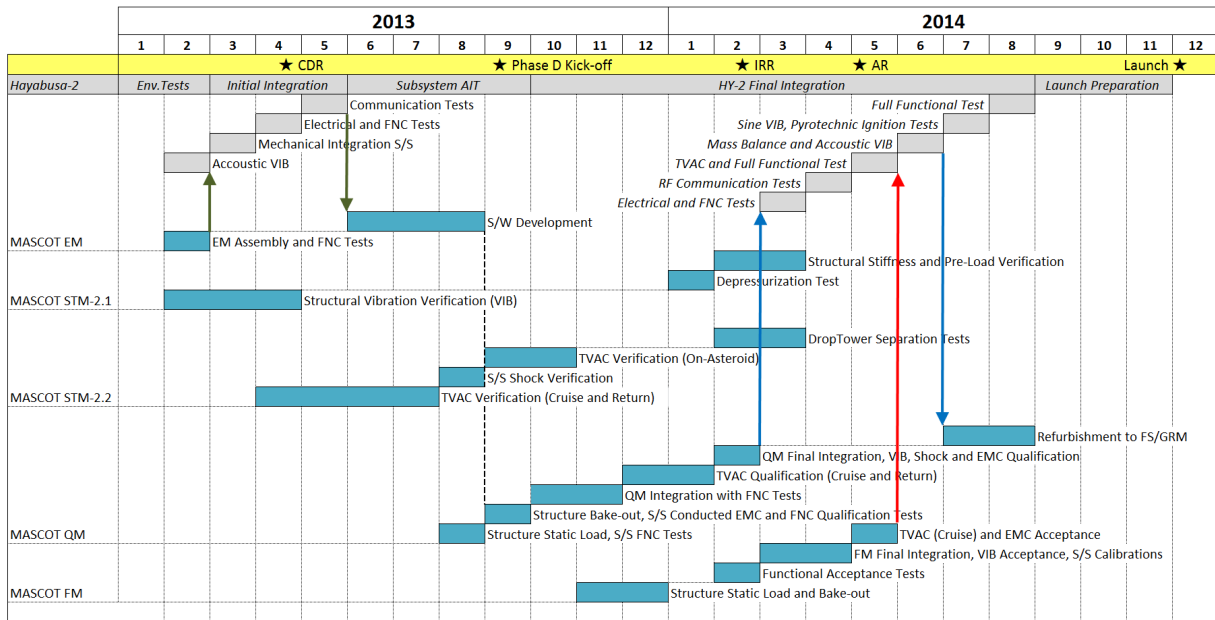 2013 2014
1 2 3 4 5 6 7 8 9 10 11 12 1 2 3 4 5 6 7 8 9 10 11 12
★ CDR ★ Phase D Kick-off ★ IRR ★ AR Launch ★
Hayabusa-2 Env.Tests Initial Integration Subsystem AIT HY-2 Final Integration Launch Preparation
Communication Tests Full Functional Test
Electrical and FNC Tests Sine VIB, Pyrotechnic Ignition Tests
Mechanical Integration S/S Mass Balance and Accoustic VIB
Accoustic VIB TVAC and Full Functional Test
RF Communication Tests
Electrical and FNC Tests
S/W Development
MASCOT EM EM Assembly and FNC Tests
Structural Stiffness and Pre-Load Verification
Depressurization Test
MASCOT STM-2.1 Structural Vibration Verification (VIB)
DropTower Separation Tests
TVAC Verification (On-Asteroid)
S/S Shock Verification
MASCOT STM-2.2 TVAC Verification (Cruise and Return)
Refurbishment to FS/GRM
QM Final Integration, VIB, Shock and EMC Qualification
TVAC Qualification (Cruise and Return)
QM Integration with FNC Tests
Structure Bake-out, S/S Conducted EMC and FNC Qualification Tests
MASCOT QM Structure Static Load, S/S FNC Tests TVAC (Cruise) and EMC Acceptance
FM Final Integration, VIB Acceptance, S/S Calibrations
Functional Acceptance Tests
MASCOT FM Structure Static Load and Bake-out